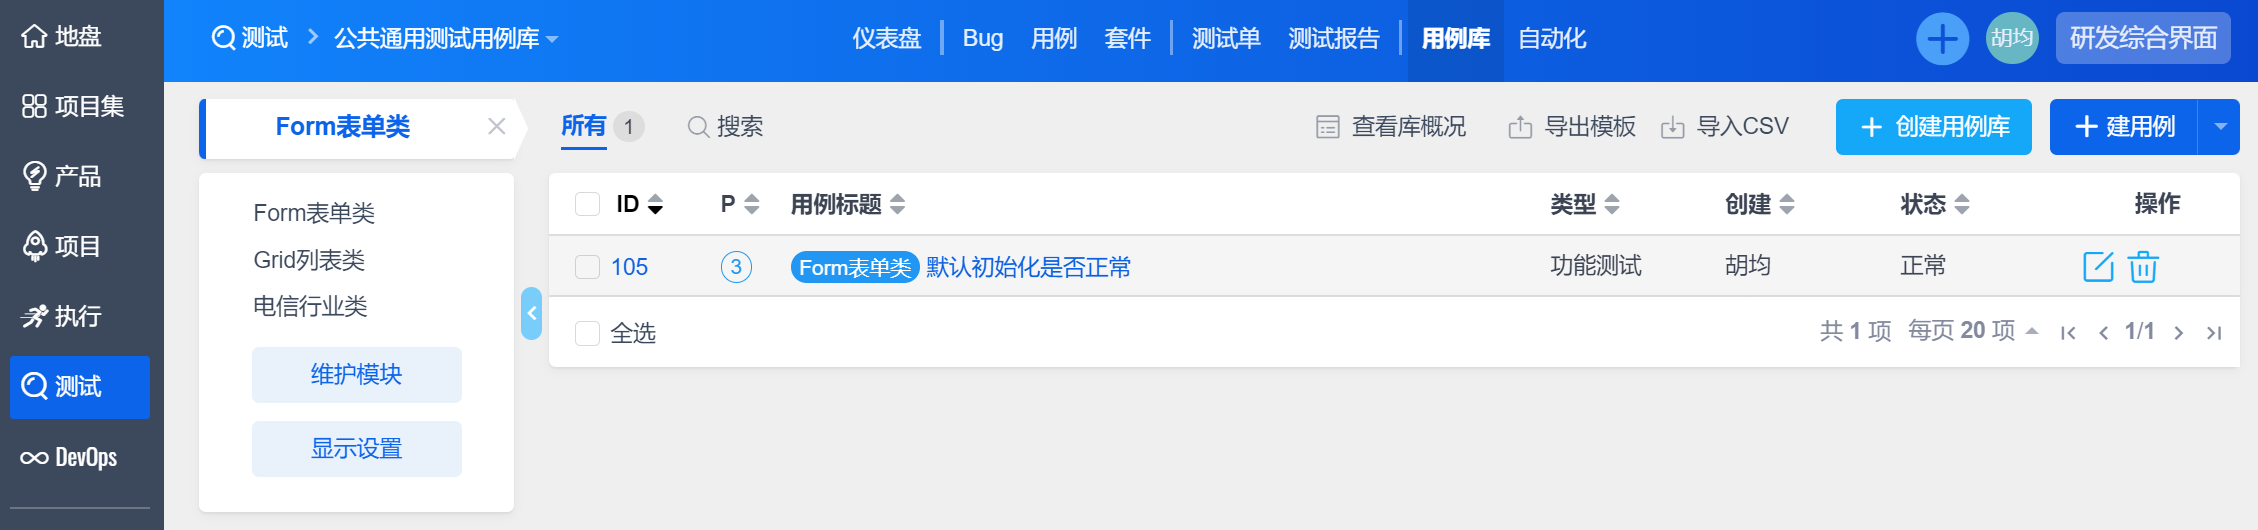 地盘
项目集
产品
项目
执行
测试
DevOps
测试 公共通用测试用例库
仪表盘 Bug 用例 套件 测试单 测试报告 用例库 自动化
胡均 研发综合界面
Form表单类
Form表单类
Grid列表类
电信行业类
维护模块
显示设置
所有 1 搜索 查看库概况 导出模板 导入CSV 创建用例库 建用例
ID P 用例标题 类型 创建 状态 操作
105 3 Form表单类 默认初始化是否正常 功能测试 胡均 正常
全选 共 1 项 每页 20 项 1/1